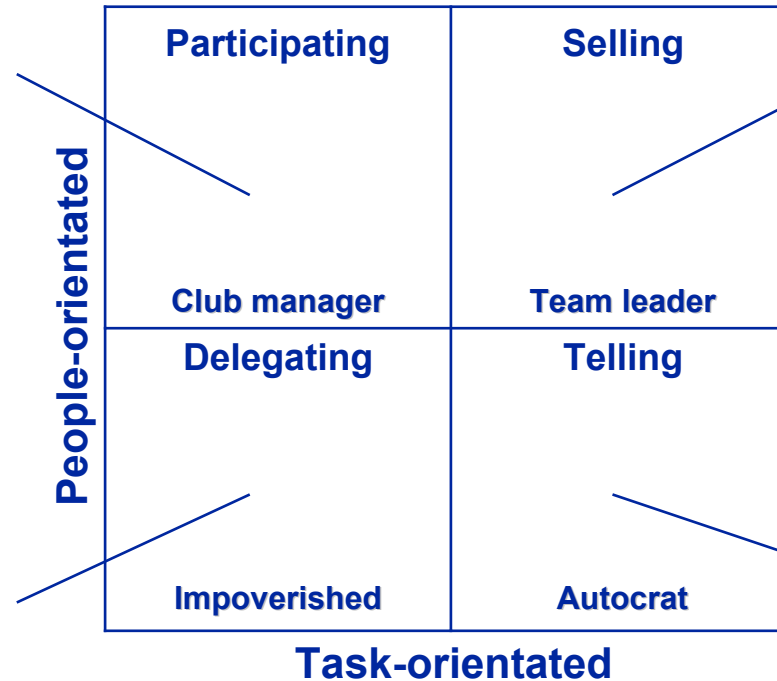 Participating
Selling
Club manager
Team leader
People-orientated
Delegating
Telling
Impoverished
Autocrat
Task-orientated